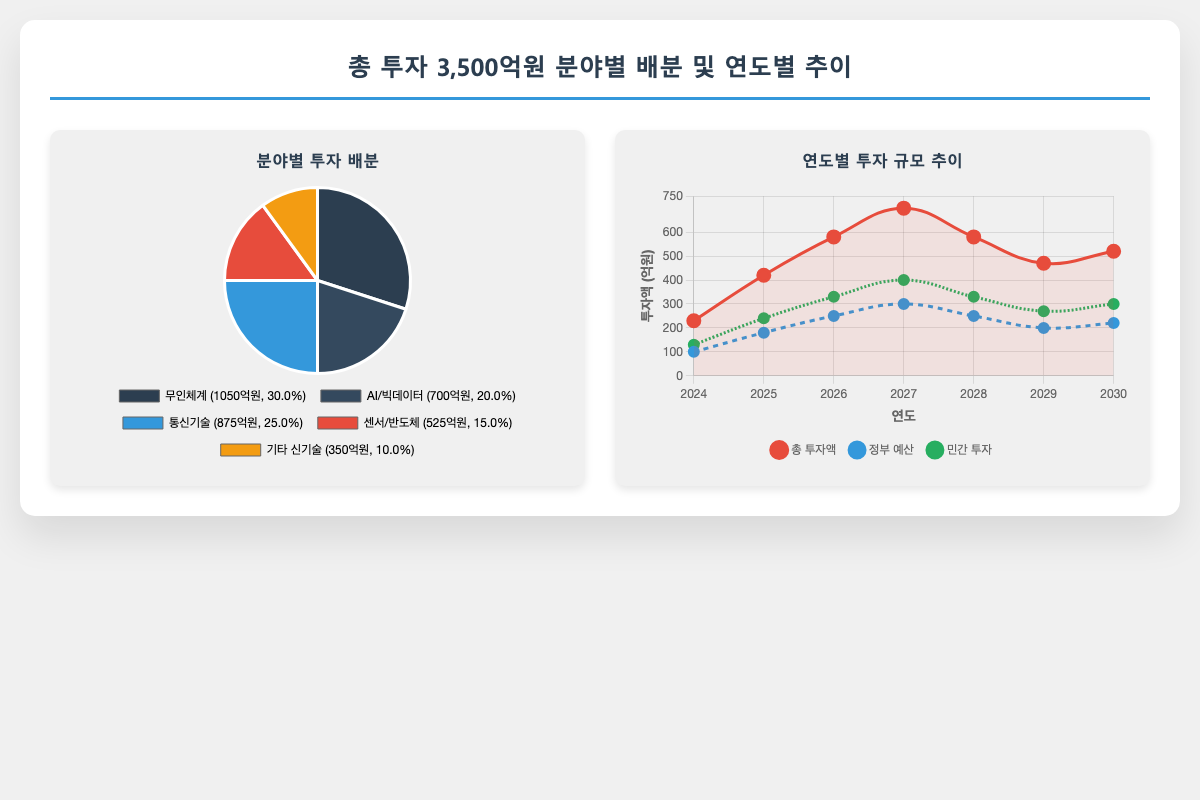 총 투자 3,500억원 분야별 배분 및 연도별 추이
분야별 투자 배분
무인체계 (1050억원, 30.0%)
AI/빅데이터 (700억원, 20.0%)
통신기술 (875억원, 25.0%)
센서/반도체 (525억원, 15.0%)
기타 신기술 (350억원, 10.0%)
연도별 투자 규모 추이
투자액 (억원)
750
600
500
400
300
200
100
0
2024 2025 2026 2027 2028 2029 2030
연도
총 투자액 정부 예산 민간 투자